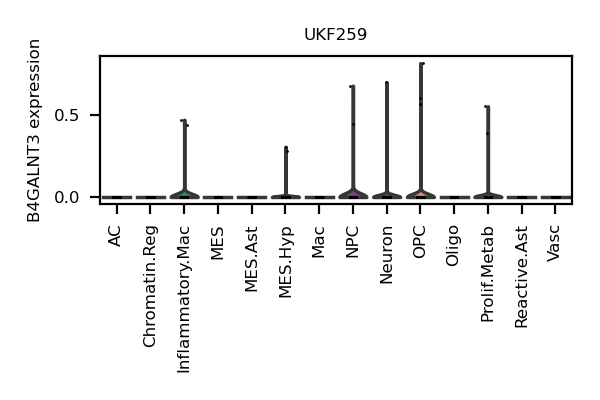 UKF259
B4GALNT3 expression
0.5
0.0
AC
Chromatin.Reg
Inflammatory.Mac
MES
MES.Ast
MES.Hyp
Mac
NPC
Neuron
OPC
Oligo
Prolif.Metab
Reactive.Ast
Vasc